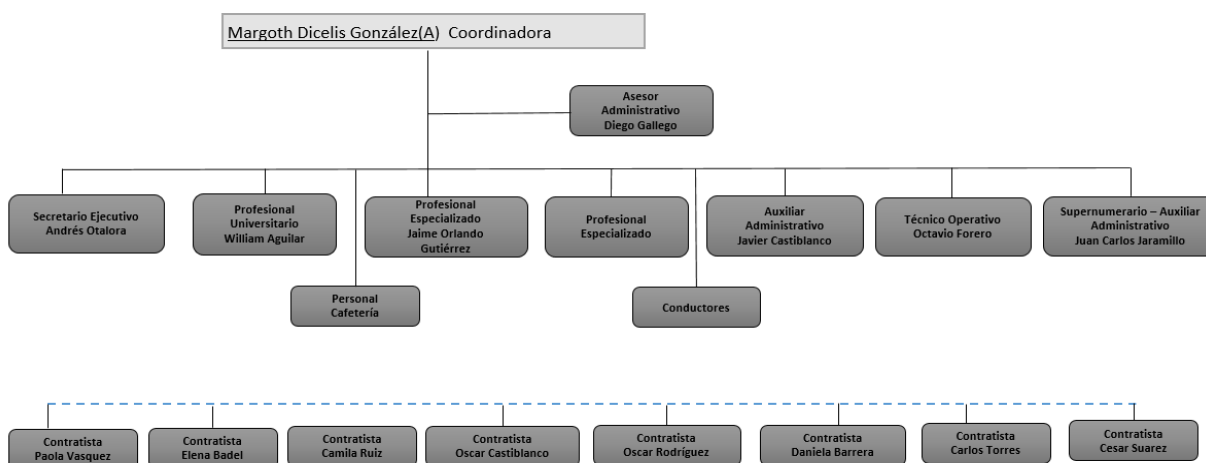 Margoth Dicelis González(A) Coordinadora
Asesor
Administrativo
Diego Gallego
Secretario Ejecutivo
Andrés Otalora
Profesional
Universitario
William Aguilar
Profesional
Especializado
Jaime Orlando
Gutiérrez
Profesional
Especializado
Auxiliar
Administrativo
Javier Castiblanco
Técnico Operativo
Octavio Forero
Supernumerario – Auxiliar
Administrativo
Juan Carlos Jaramillo
Personal
Cafetería
Conductores
Contratista
Paola Vasquez
Contratista
Elena Badel
Contratista
Camila Ruiz
Contratista
Oscar Castiblanco
Contratista
Oscar Rodríguez
Contratista
Daniela Barrera
Contratista
Carlos Torres
Contratista
Cesar Suarez